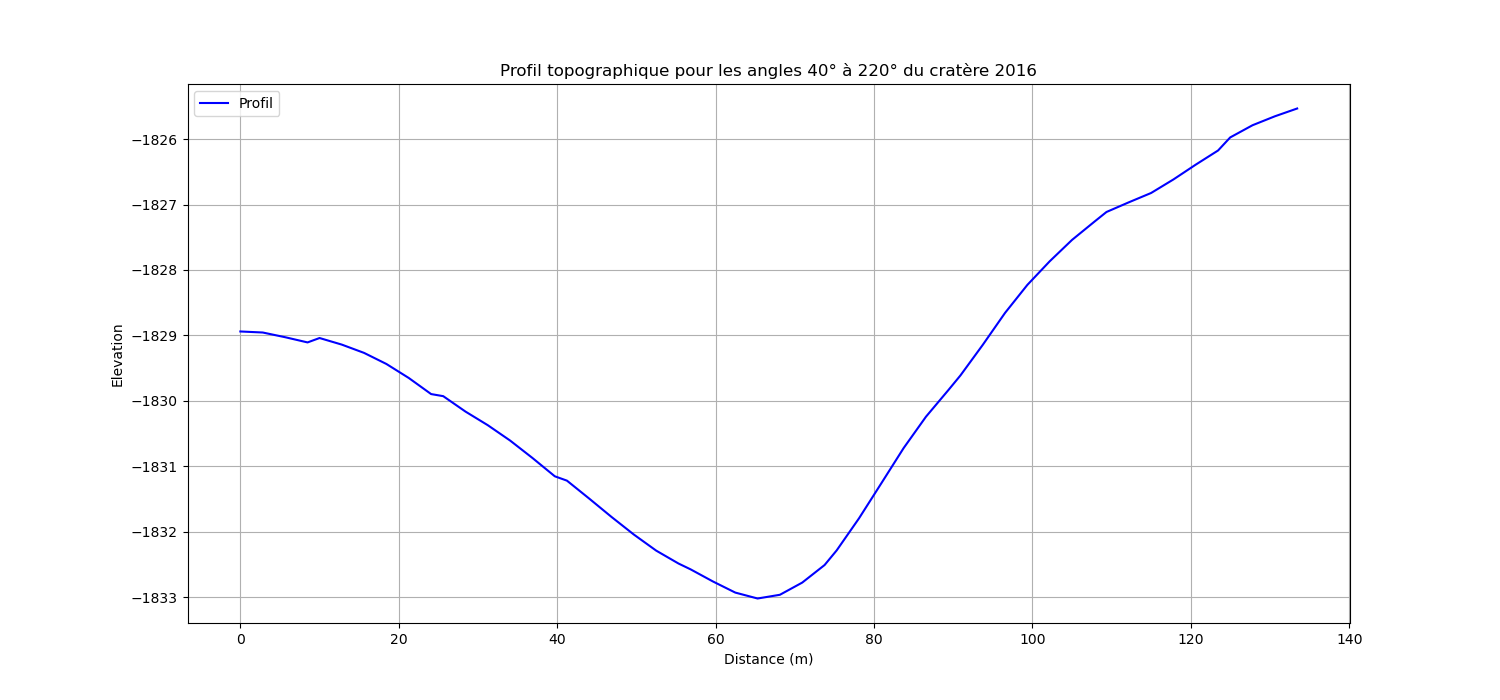 Profil topographique pour les angles 40° à 220° du cratère 2016
Profil
−1826
−1827
−1828
−1829
−1830
−1831
−1832
−1833
Elevation
0 20 40 60 80 100 120 140
Distance (m)